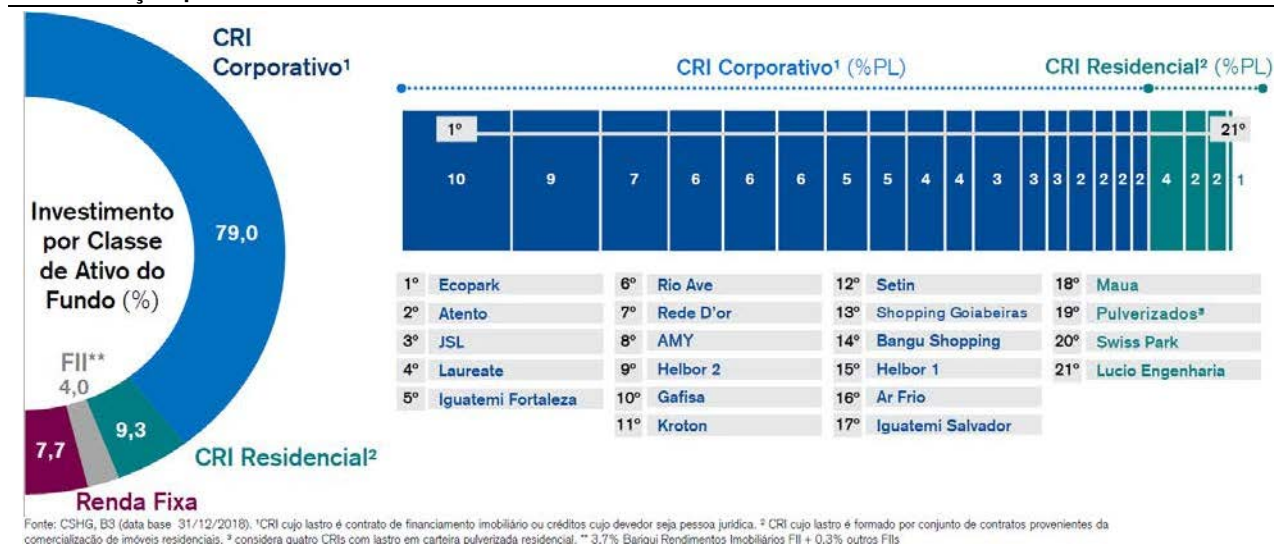 CRI
Corporativo¹
79,0
Investimento
por Classe
de Ativo do
Fundo (%)
FII**
4,0
9,3
7,7
CRI Residencial²
Renda Fixa
CRI Corporativo¹ (%PL)
CRI Residencial² (%PL)
1º
21º
10 9 7 6 6 6 5 5 4 4 3 3 3 2 2 2 2 4 2 2 1
1º Ecopark
2º Atento
3º JSL
4º Laureate
5º Iguatemi Fortaleza
6º Rio Ave
7º Rede D'or
8º AMY
9º Helbor 2
10º Gafisa
11º Kroton
12º Setin
13º Shopping Goiabeiras
14º Bangu Shopping
15º Helbor 1
16º Ar Frio
17º Iguatemi Salvador
18º Maua
19º Pulverizados³
20º Swiss Park
21º Lucio Engenharia
Fonte: CSHG, B3 (data base 31/12/2018). ¹CRI cujo lastro é contrato de financiamento imobiliário ou créditos cujo devedor seja pessoa jurídica. ² CRI cujo lastro é formado por conjunto de contratos provenientes da
comercialização de imóveis residenciais. ³ considera quatro CRIs com lastro em carteira pulverizada residencial. ** 3,7% Barigui Rendimentos Imobiliários FII + 0,3% outros FIIs